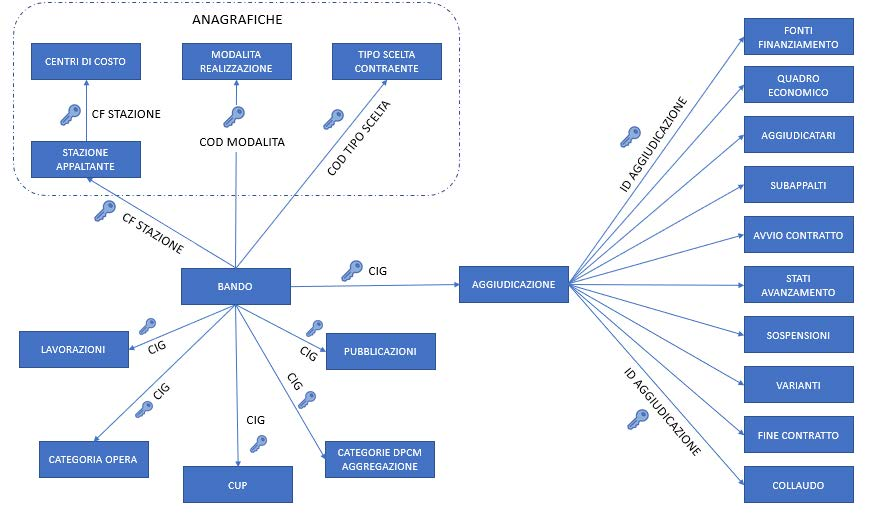 ANAGRAFICHE
CENTRI DI COSTO
MODALITA
REALIZZAZIONE
TIPO SCELTA
CONTRAENTE
CF STAZIONE
COD MODALITA
COD TIPO SCELTA
STAZIONE
APPALTANTE
CF STAZIONE
BANDO
CIG
AGGIUDICAZIONE
LAVORAZIONI
CIG
CIG
PUBBLICAZIONI
CIG
CIG
CIG
CATEGORIA OPERA
CUP
CATEGORIE DPCM
AGGREGAZIONE
ID AGGIUDICAZIONE
ID AGGIUDICAZIONE
FONTI
FINANZIAMENTO
QUADRO
ECONOMICO
AGGIUDICATARI
SUBAPPALTI
AVVIO CONTRATTO
STATI
AVANZAMENTO
SOSPENSIONI
VARIANTI
FINE CONTRATTO
COLLAUDO